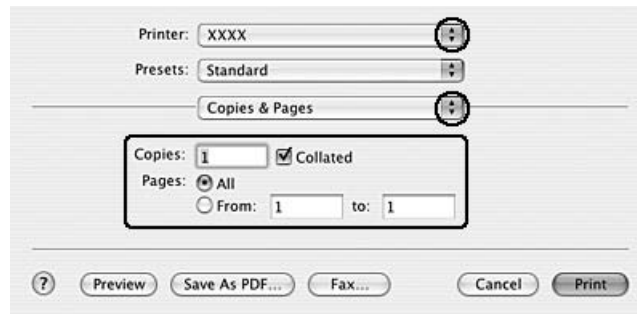 Printer: XXXX
Presets: Standard
Copies & Pages
Copies: 1 Collated
Pages: All
From: 1 to: 1
? Preview Save As PDF... Fax... Cancel Print